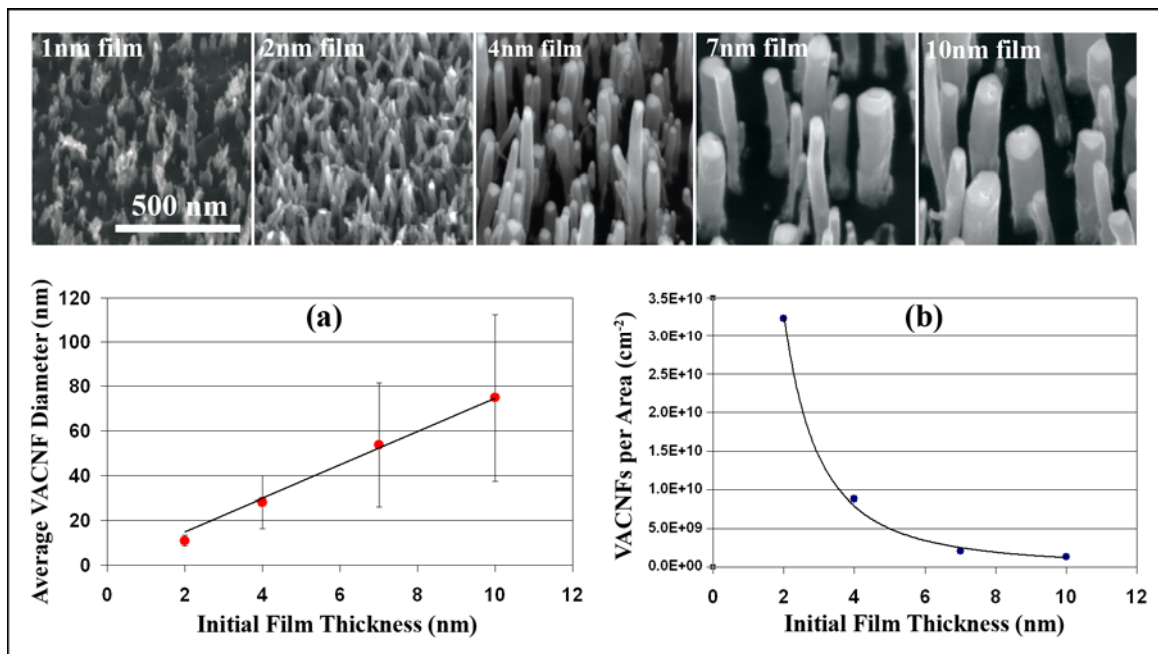 1nm film
2nm film
4nm film
7nm film
10nm film
500 nm
(a)
Average VACNF Diameter (nm)
120
100
80
60
40
20
0
0 2 4 6 8 10 12
Initial Film Thickness (nm)
(b)
VACNFs per Area (cm⁻²)
3.5E+10
3.0E+10
2.5E+10
2.0E+10
1.5E+10
1.0E+10
5.0E+09
0.0E+00
0 2 4 6 8 10 12
Initial Film Thickness (nm)